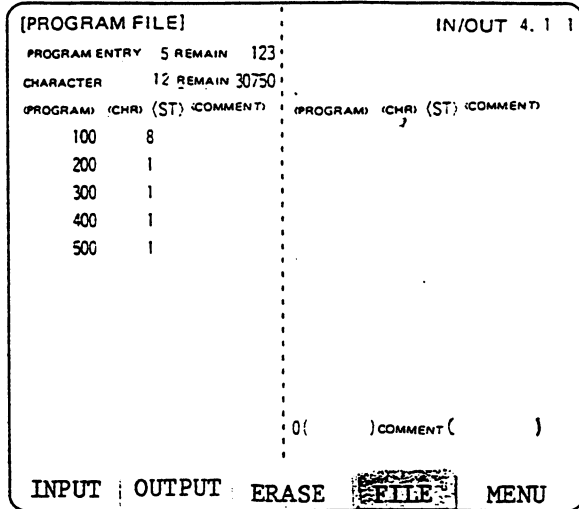 [PROGRAM FILE] IN/OUT 4. 1 1
PROGRAM ENTRY 5 REMAIN 123
CHARACTER 12 REMAIN 30750
(PROGRAM) (CHR) (ST) (COMMENT) (PROGRAM) (CHR) (ST) (COMMENT)
100 8
200 1
300 1
400 1
500 1
0( ) COMMENT ( )
INPUT OUTPUT ERASE FILE MENU